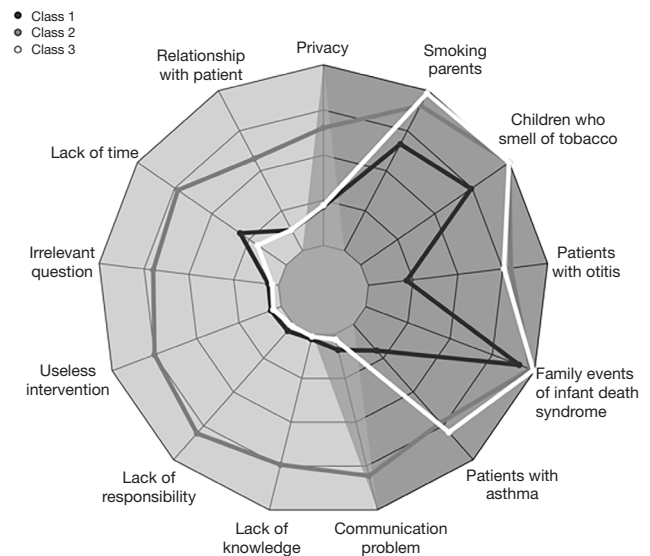 Class 1
Class 2
Class 3
Privacy
Smoking
parents
Children who
smell of tobacco
Patients
with otitis
Family events
of infant death
syndrome
Patients with
asthma
Communication
problem
Lack of
knowledge
Lack of
responsibility
Useless
intervention
Irrelevant
question
Lack of time
Relationship
with patient